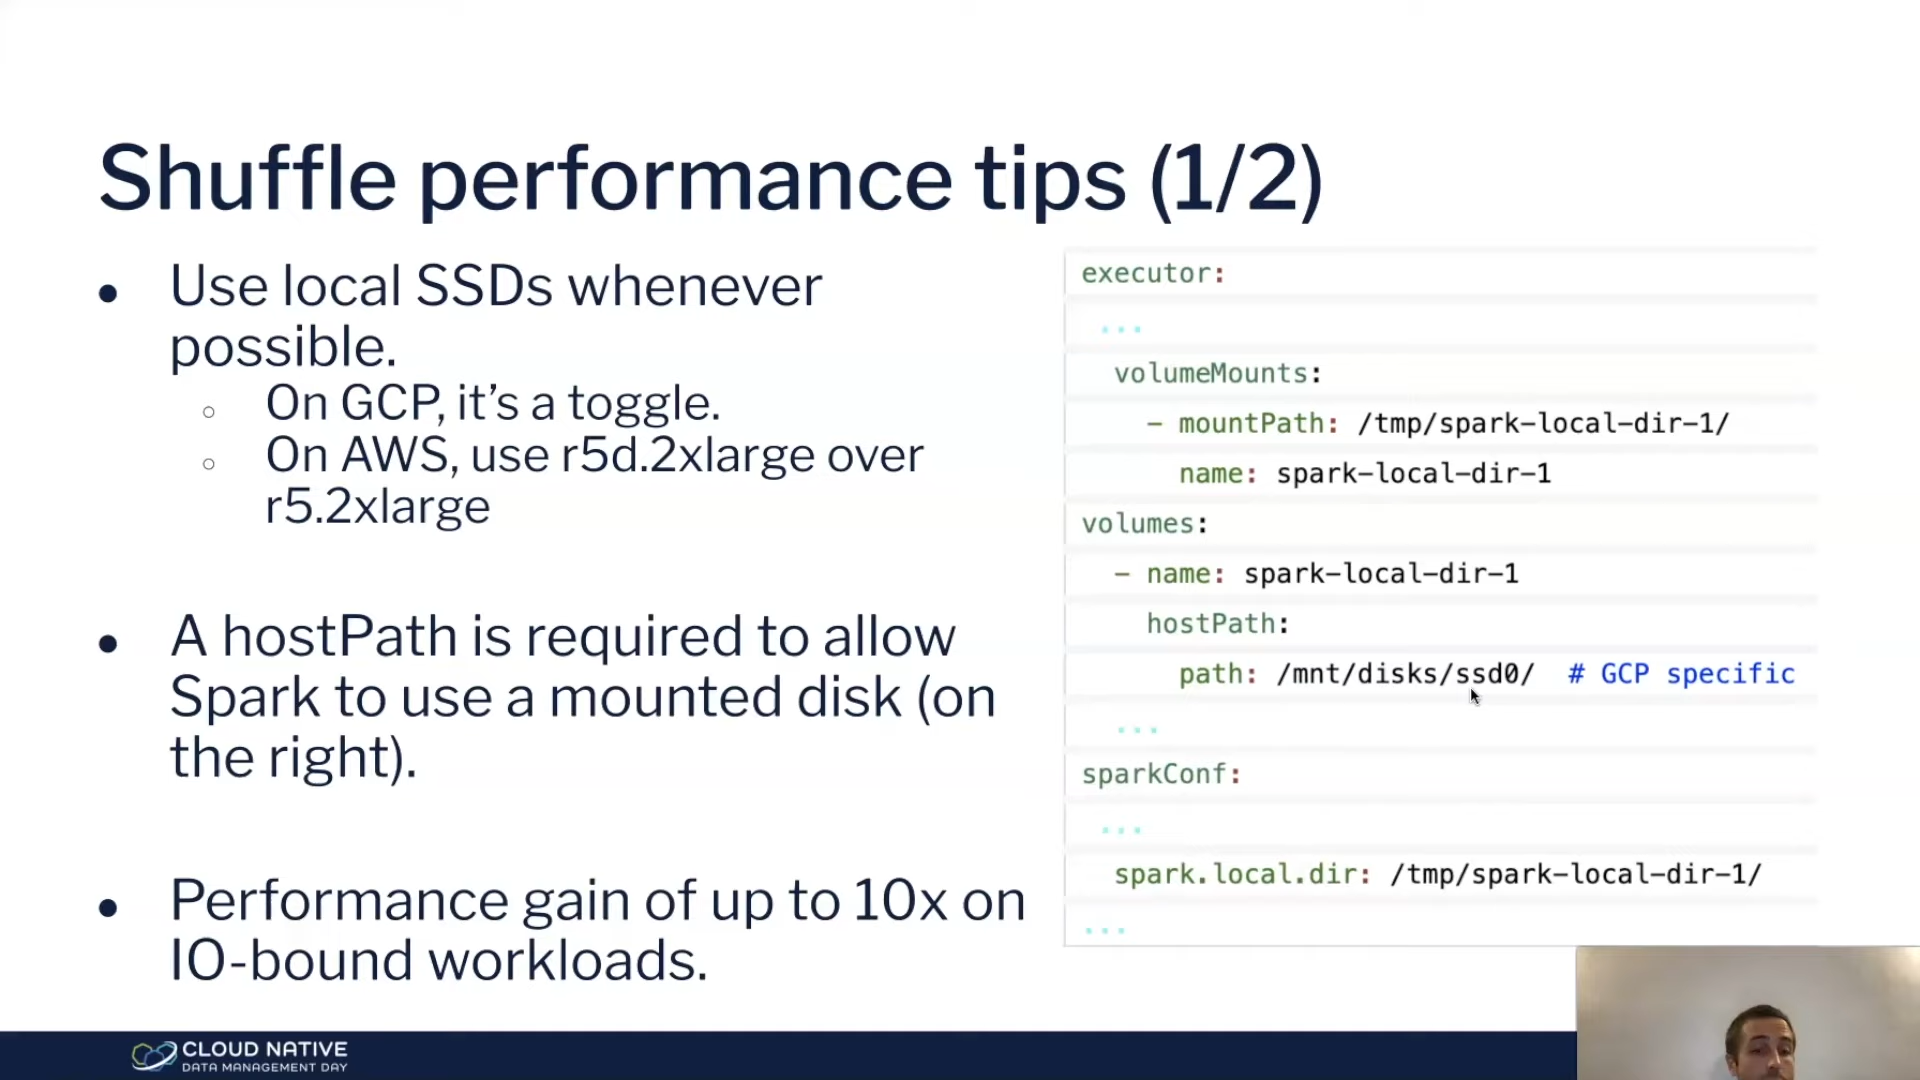 Shuffle performance tips (1/2)
● Use local SSDs whenever
possible.
○ On GCP, it’s a toggle.
○ On AWS, use r5d.2xlarge over
r5.2xlarge
● A hostPath is required to allow
Spark to use a mounted disk (on
the right).
● Performance gain of up to 10x on
IO-bound workloads.
executor:
...
volumeMounts:
- mountPath: /tmp/spark-local-dir-1/
name: spark-local-dir-1
volumes:
- name: spark-local-dir-1
hostPath:
path: /mnt/disks/ssd0/ # GCP specific
...
sparkConf:
...
spark.local.dir: /tmp/spark-local-dir-1/
...
CLOUD NATIVE
DATA MANAGEMENT DAY